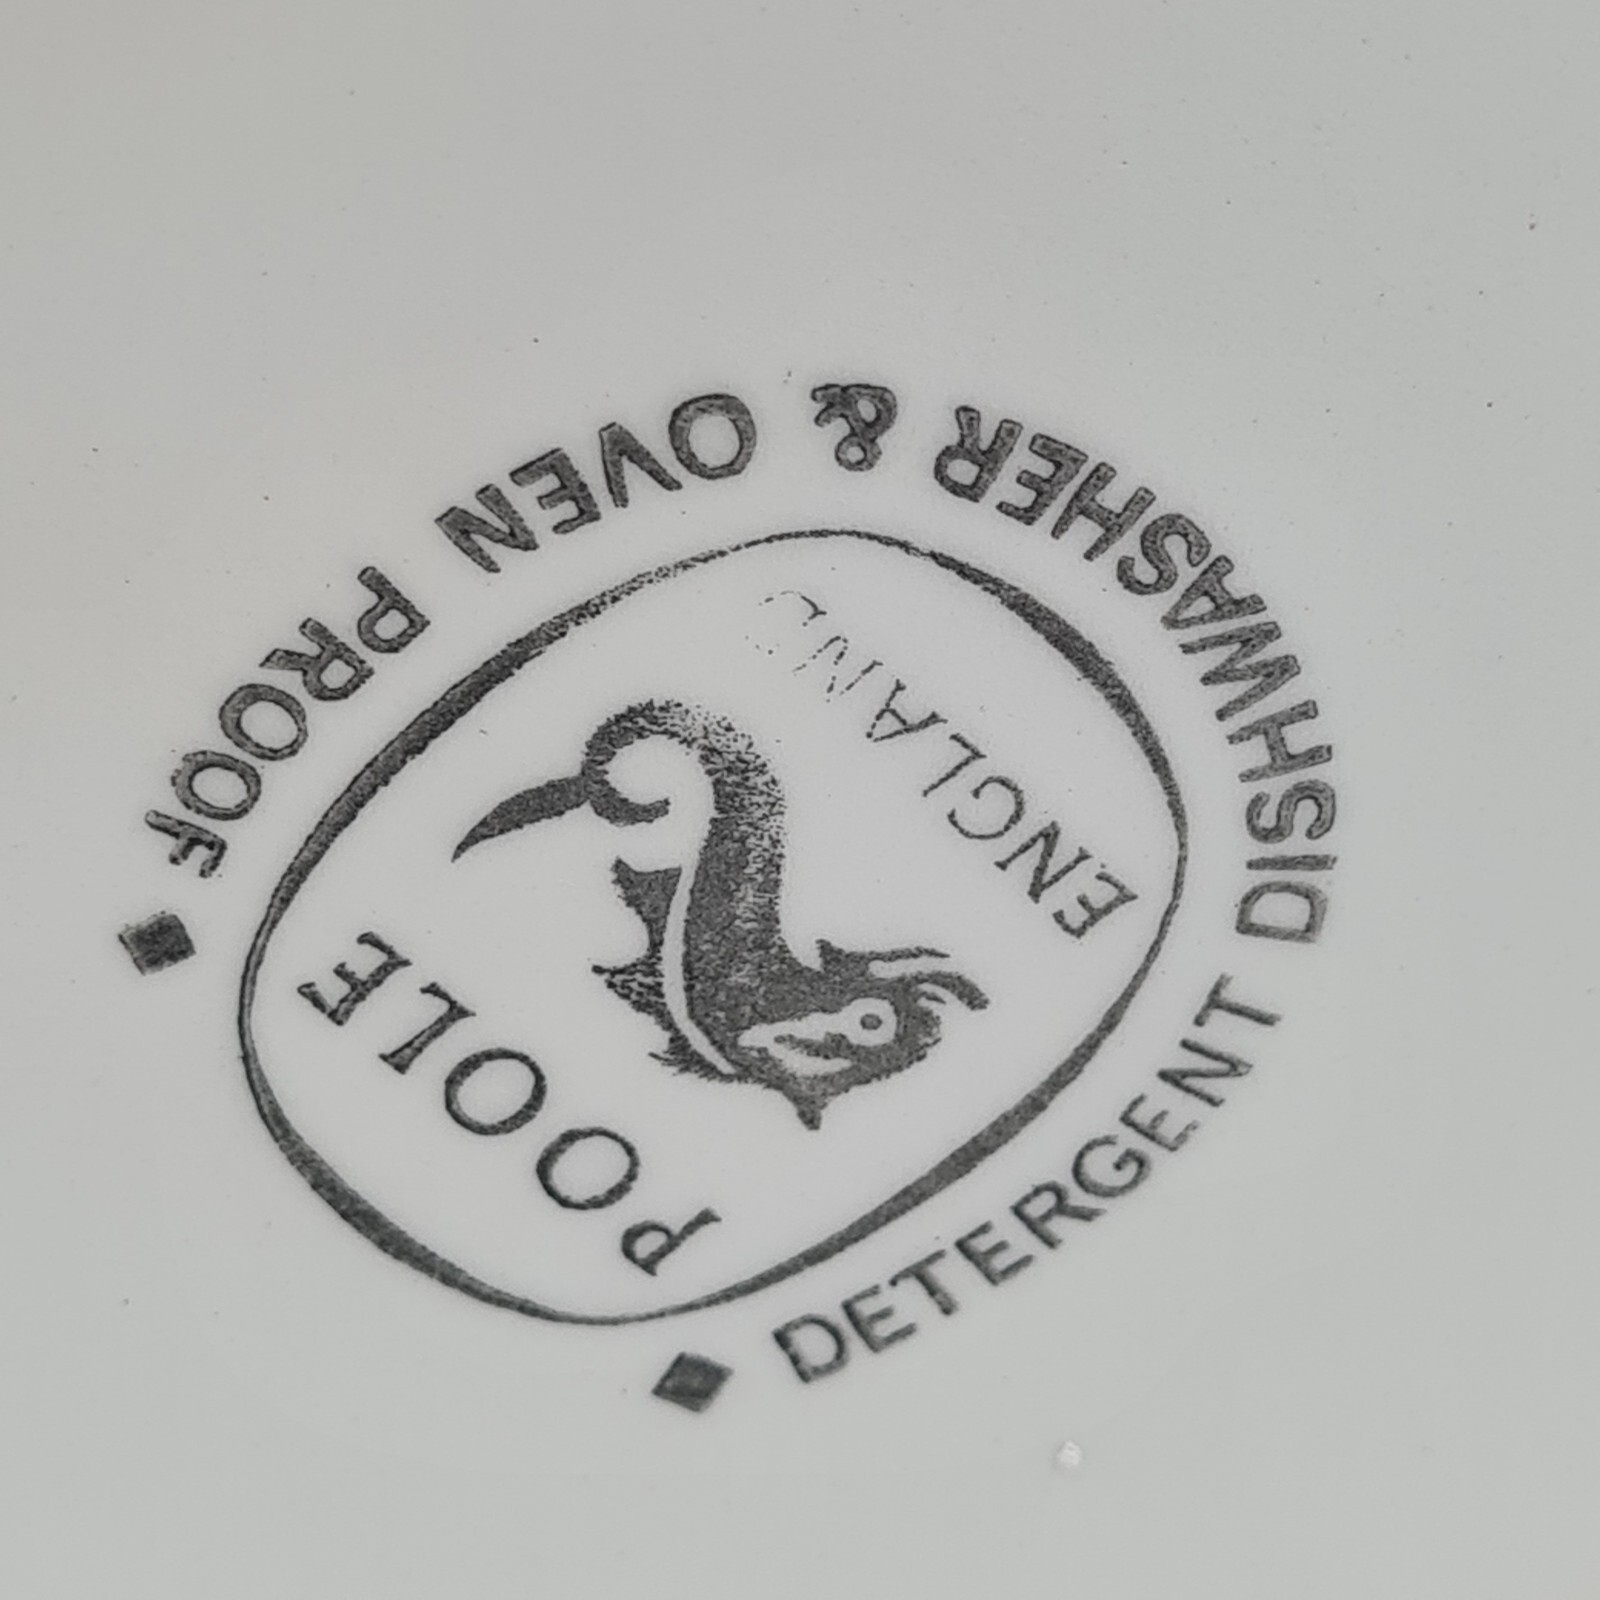 POOLE
ENGLAND
◆ DETERGENT DISHWASHER & OVEN PROOF ◆